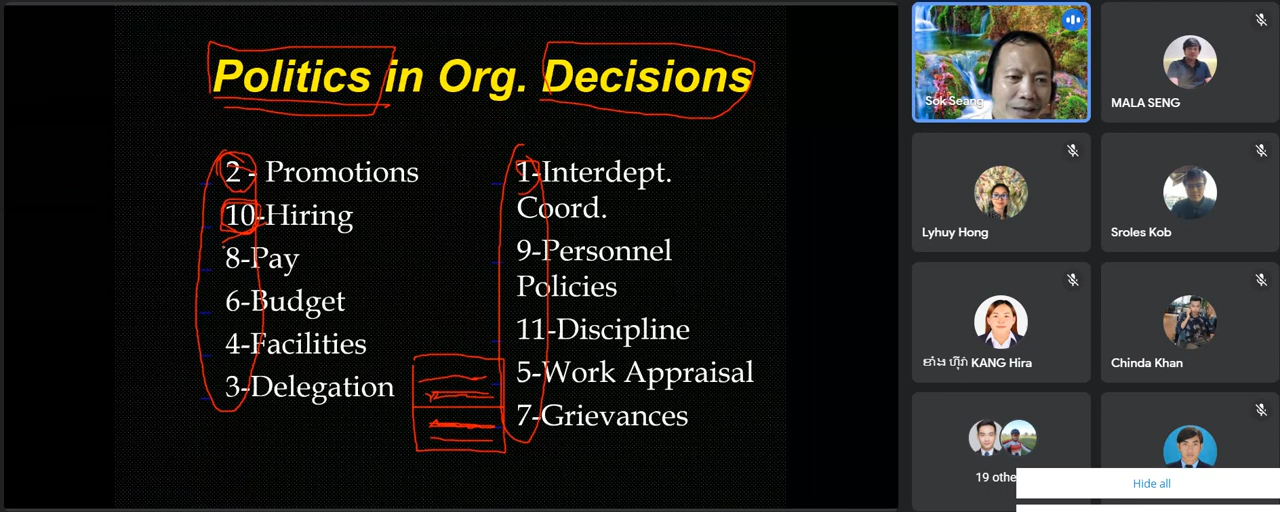 Politics in Org. Decisions
2 - Promotions
10-Hiring
8-Pay
6-Budget
4-Facilities
3-Delegation
1-Interdept.
Coord.
9-Personnel
Policies
11-Discipline
5-Work Appraisal
7-Grievances
Sok Seang
MALA SENG
Lyhuy Hong
Sroles Kob
ខាំង ហ៊ីរ៉ា KANG Hira
Chinda Khan
19 othe
Hide all